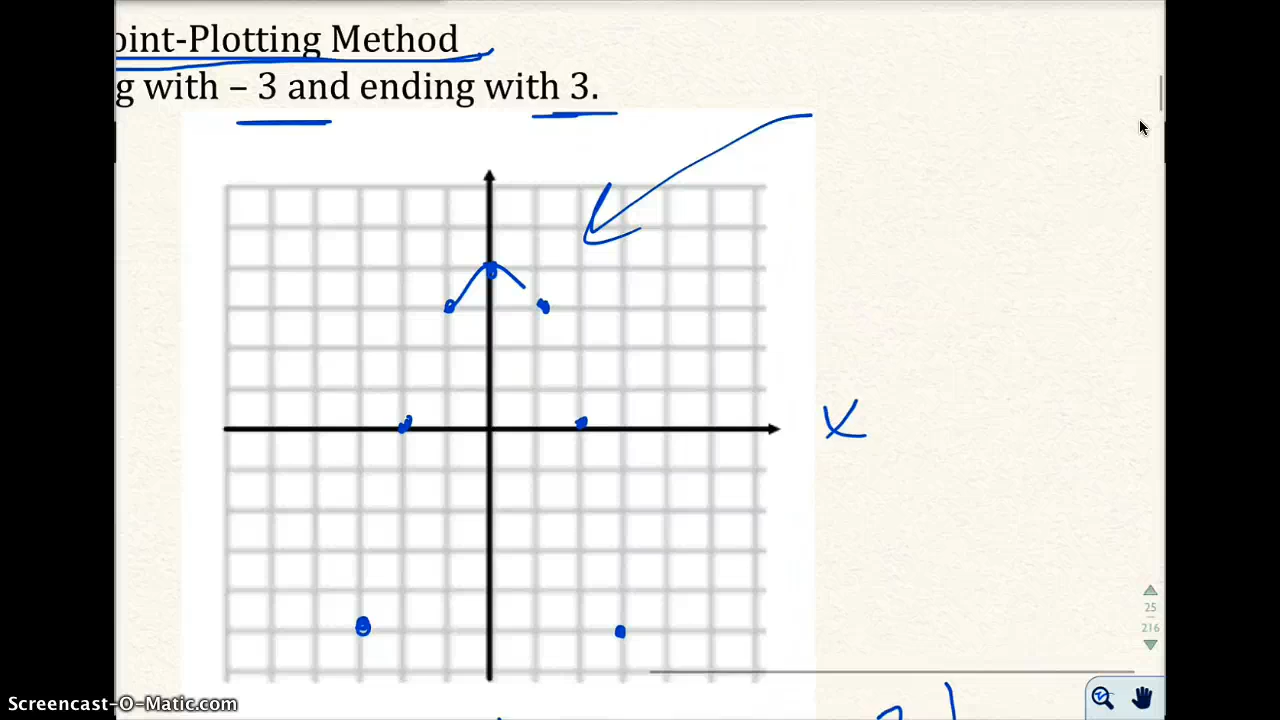 oint-Plotting Method
g with – 3 and ending with 3.
x
25
216
Screencast-O-Matic.com